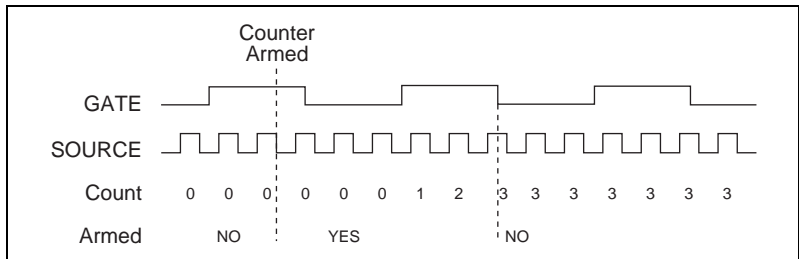 Counter
Armed
GATE
SOURCE
Count 0 0 0 0 0 0 1 2 3 3 3 3 3 3 3
Armed NO YES NO